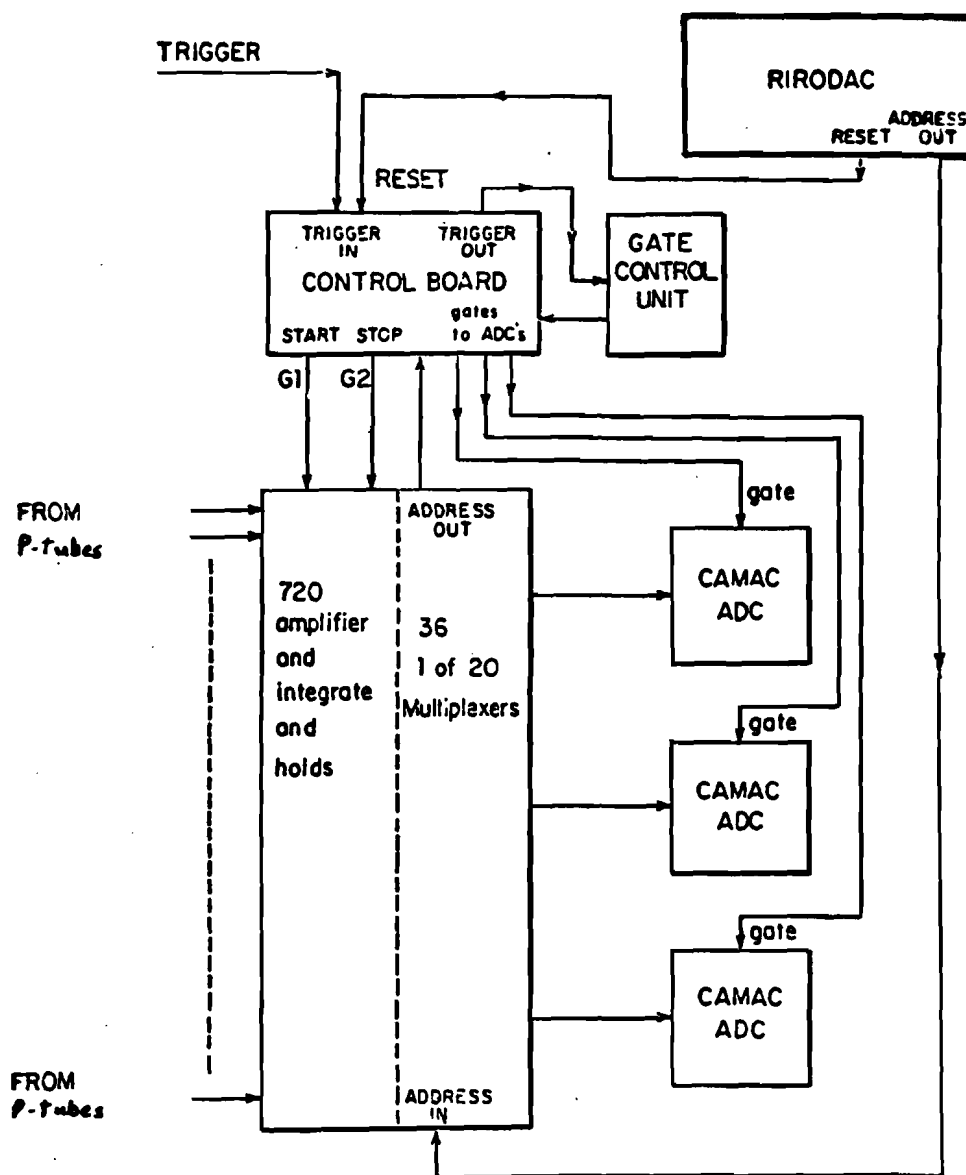 TRIGGER
RIRODAC
RESET
ADDRESS
OUT
RESET
TRIGGER
IN
TRIGGER
OUT
CONTROL BOARD
START
STOP
gates
to ADC's
GATE
CONTROL
UNIT
G1
G2
FROM
P-tubes
ADDRESS
OUT
720
amplifier
and
integrate
and
holds
36
1 of 20
Multiplexers
gate
CAMAC
ADC
gate
CAMAC
ADC
gate
CAMAC
ADC
FROM
P-tubes
ADDRESS
IN